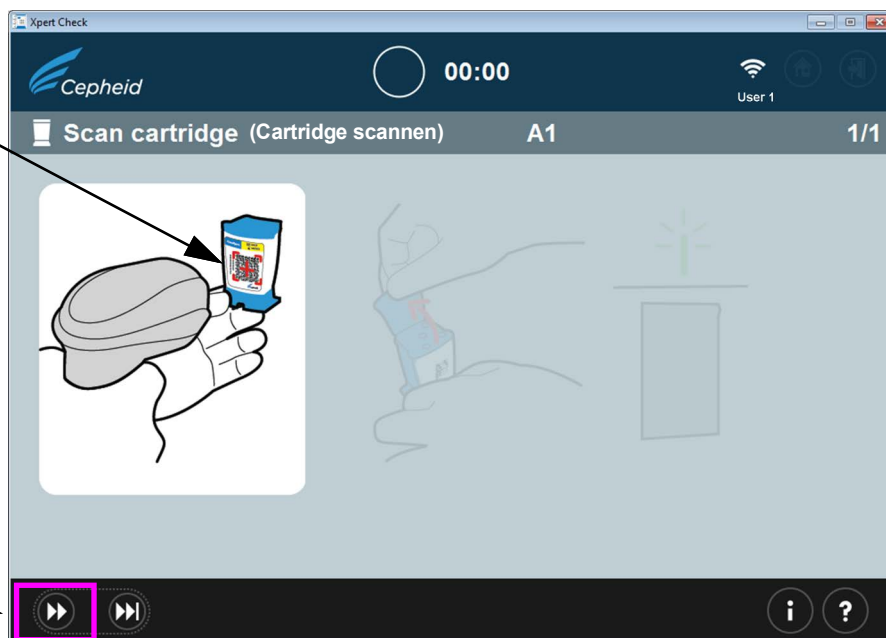 Xpert Check
Cepheid
00:00
User 1
Scan cartridge (Cartridge scannen) A1 1/1
i ?